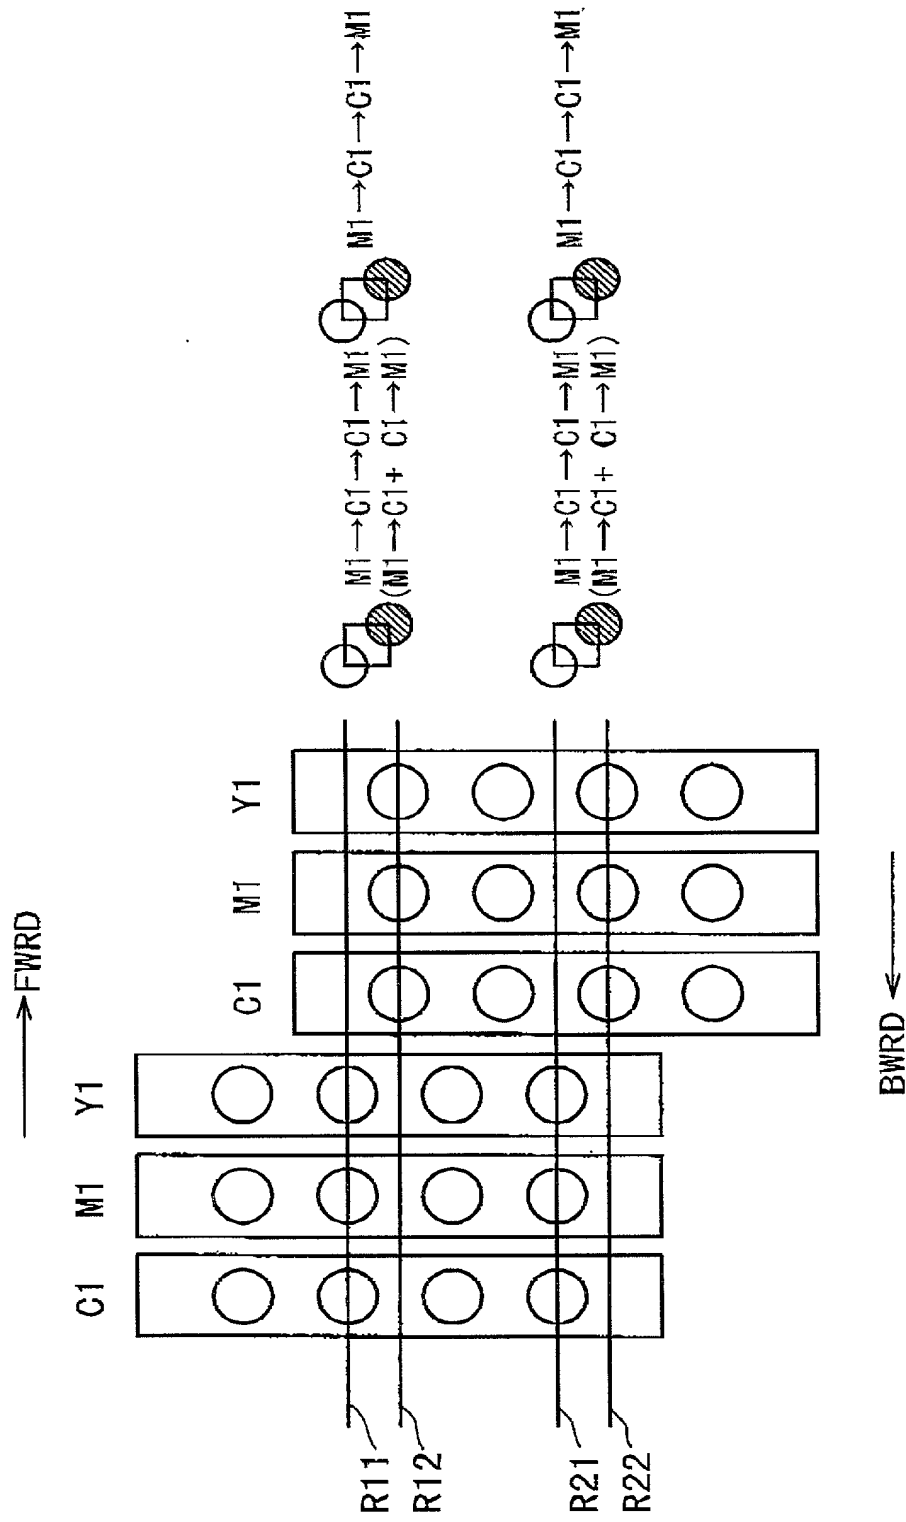 →FWRD
C1 M1 Y1
C1 M1 Y1
M1→C1→C1→M1
(M1→C1+ C1→M1)
M1→C1→C1→M1
R11
R12
M1→C1→C1→M1
(M1→C1+ C1→M1)
M1→C1→C1→M1
R21
R22
BWRD ←